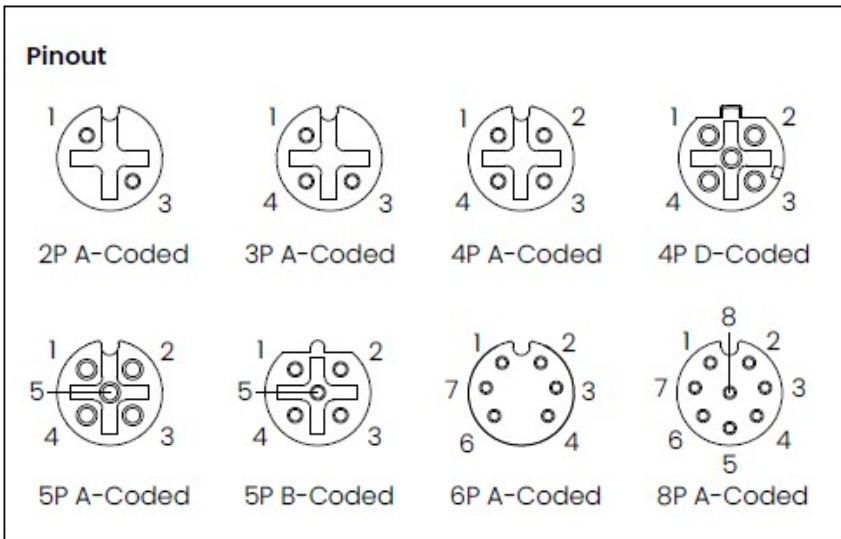 Pinout
1
3
2P A-Coded
1
4 3
3P A-Coded
1 2
4 3
4P A-Coded
1 2
4 3
4P D-Coded
1 2
5
4 3
5P A-Coded
1 2
5
4 3
5P B-Coded
1 2
7 3
6 4
6P A-Coded
8
1 2
7 3
6 4
5
8P A-Coded